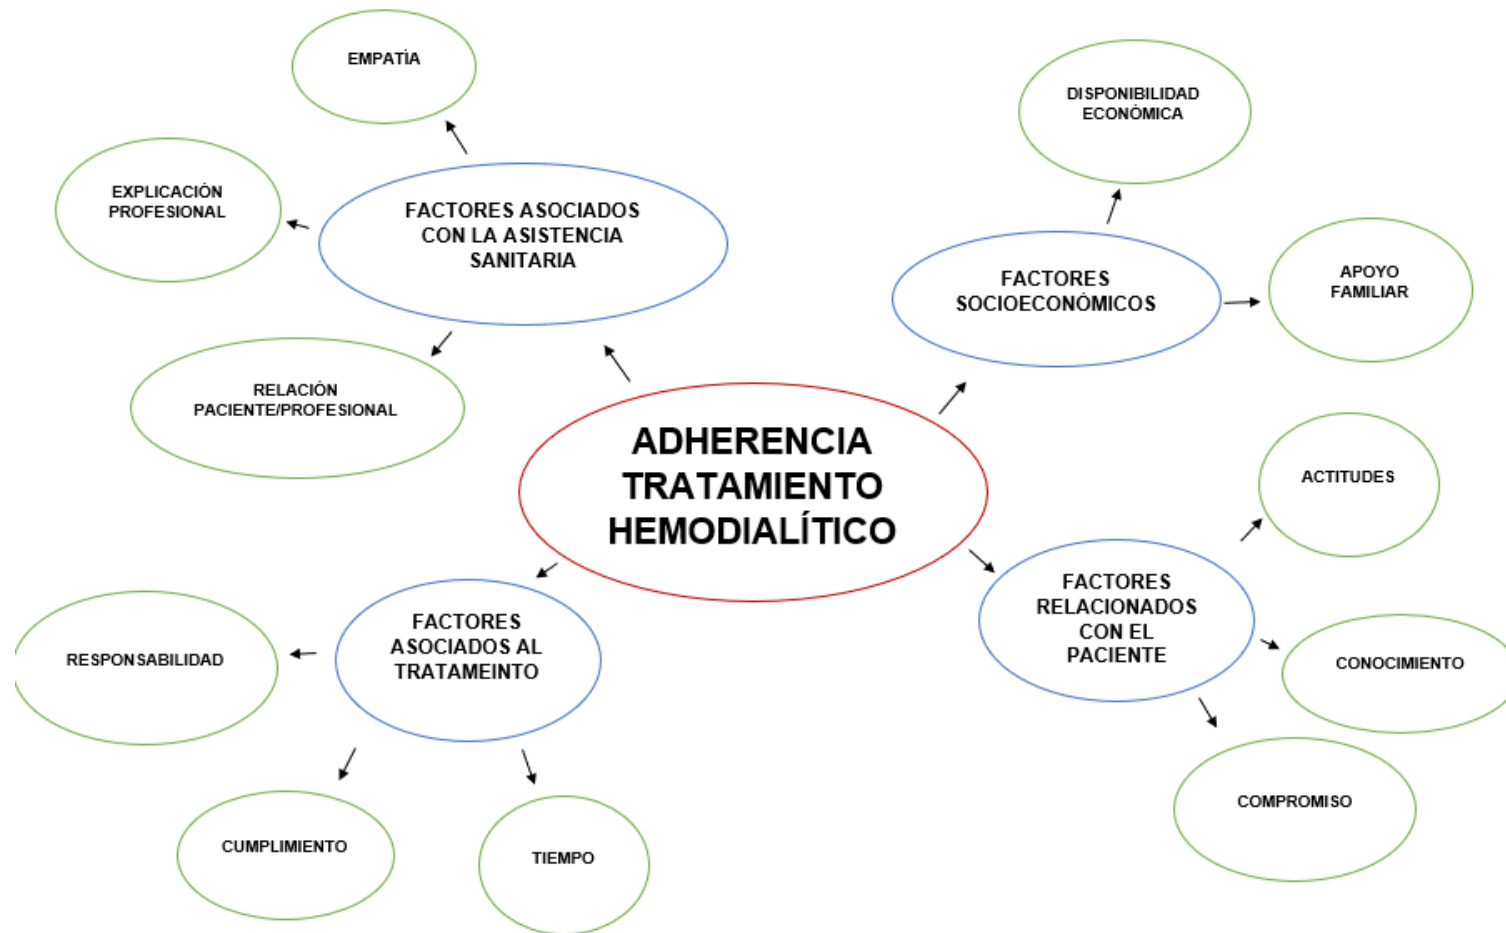 EMPATÌA
EXPLICACIÓN
PROFESIONAL
FACTORES ASOCIADOS
CON LA ASISTENCIA
SANITARIA
RELACIÓN
PACIENTE/PROFESIONAL
DISPONIBILIDAD
ECONÓMICA
FACTORES
SOCIOECONÓMICOS
APOYO
FAMILIAR
ADHERENCIA
TRATAMIENTO
HEMODIALÍTICO
ACTITUDES
FACTORES
RELACIONADOS
CON EL
PACIENTE
CONOCIMIENTO
COMPROMISO
FACTORES
ASOCIADOS AL
TRATAMEINTO
RESPONSABILIDAD
CUMPLIMIENTO
TIEMPO